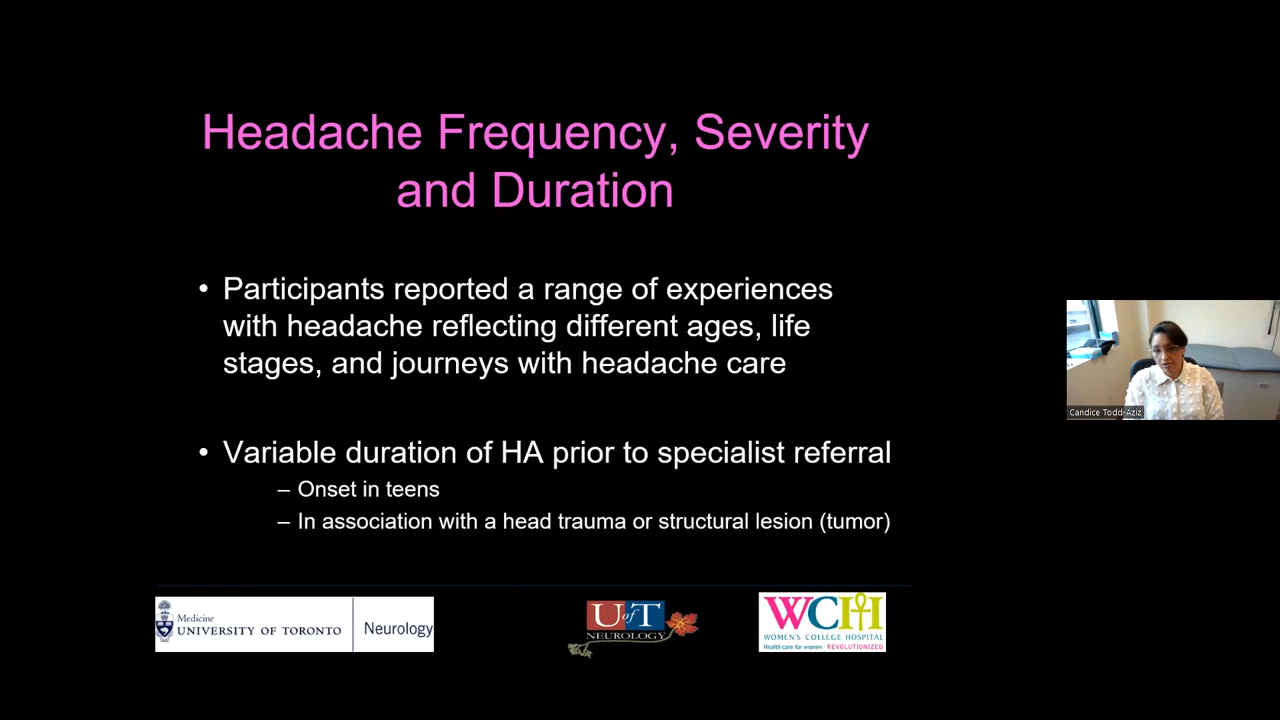 Headache Frequency, Severity
and Duration
• Participants reported a range of experiences
with headache reflecting different ages, life
stages, and journeys with headache care
• Variable duration of HA prior to specialist referral
– Onset in teens
– In association with a head trauma or structural lesion (tumor)
Candice Todd-Aziz
Medicine
UNIVERSITY OF TORONTO
Neurology
U of T
NEUROLOGY
WCH
WOMEN'S COLLEGE HOSPITAL
Health care for women | REVOLUTIONIZED